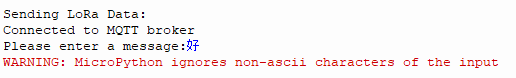 Sending LoRa Data:
Connected to MQTT broker
Please enter a message:好
WARNING: MicroPython ignores non-ascii characters of the input